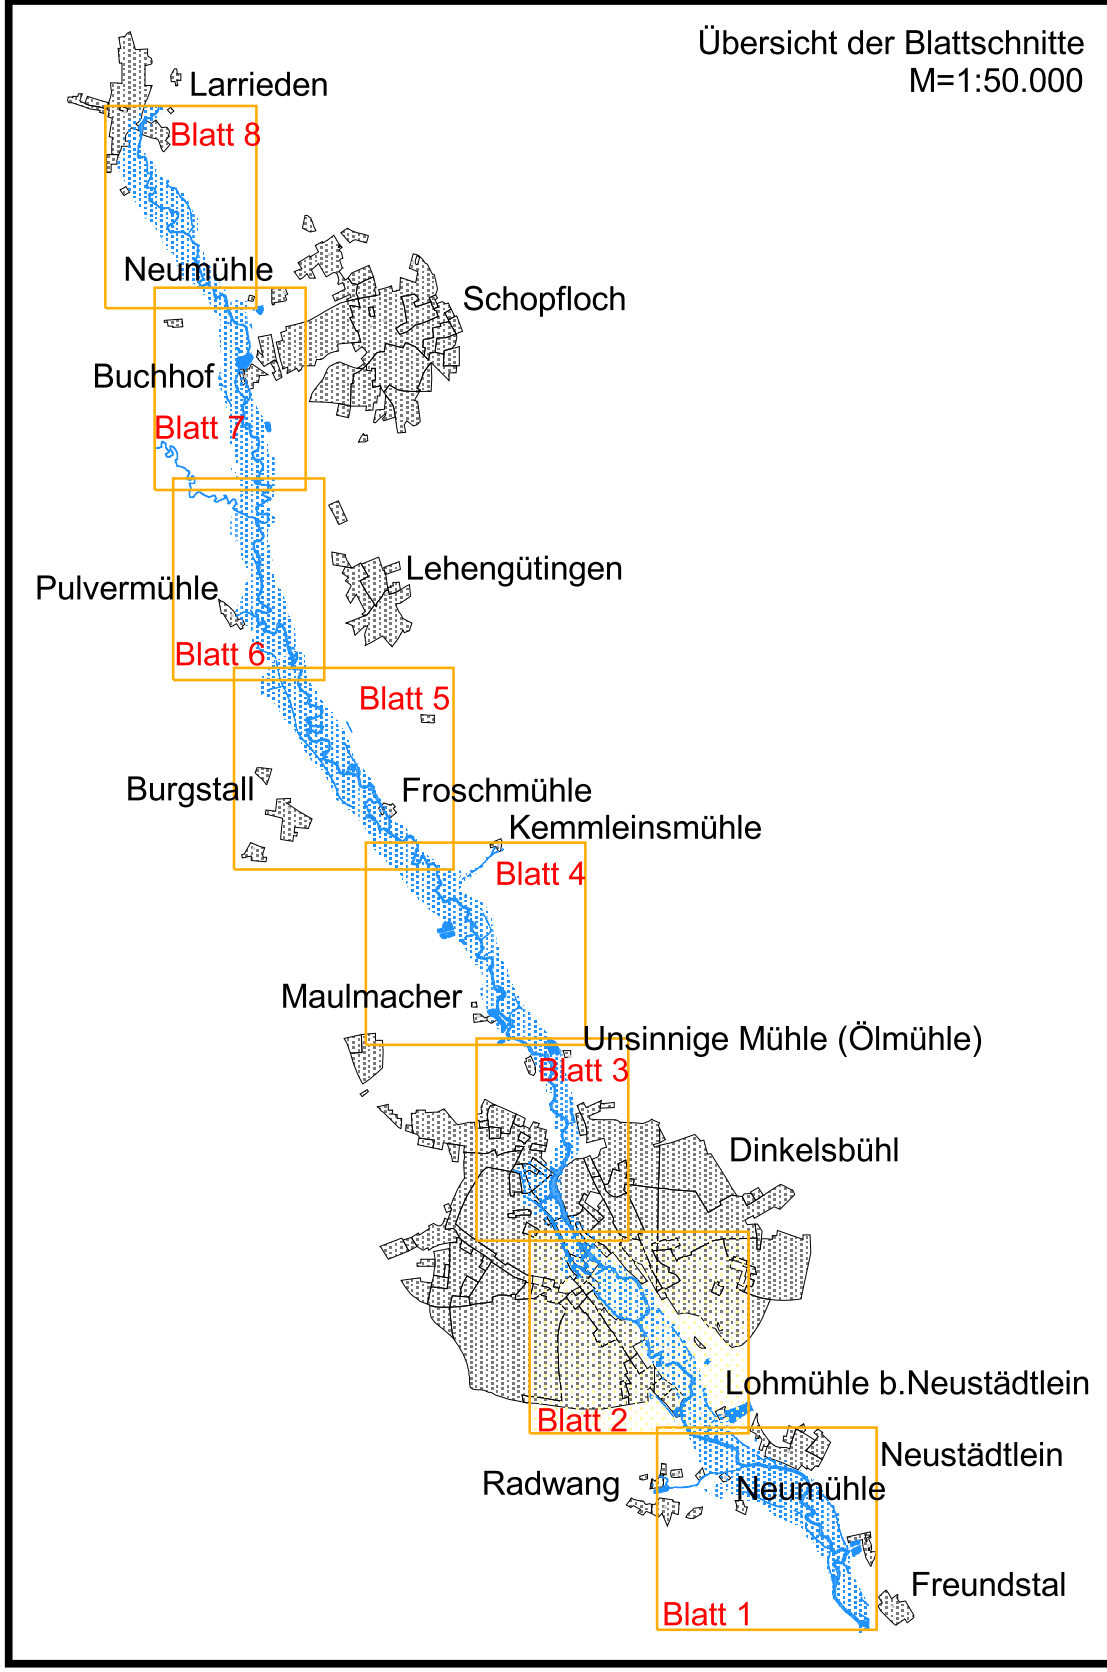 Übersicht der Blattschnitte
M=1:50.000
Larrieden
Blatt 8
Neumühle
Schopfloch
Buchhof
Blatt 7
Lehengütingen
Pulvermühle
Blatt 6
Blatt 5
Burgstall
Froschmühle
Kemmleinsmühle
Blatt 4
Maulmacher
Unsinnige Mühle (Ölmühle)
Blatt 3
Dinkelsbühl
Lohmühle b.Neustädtlein
Blatt 2
Neustädtlein
Radwang
Neumühle
Freundstal
Blatt 1